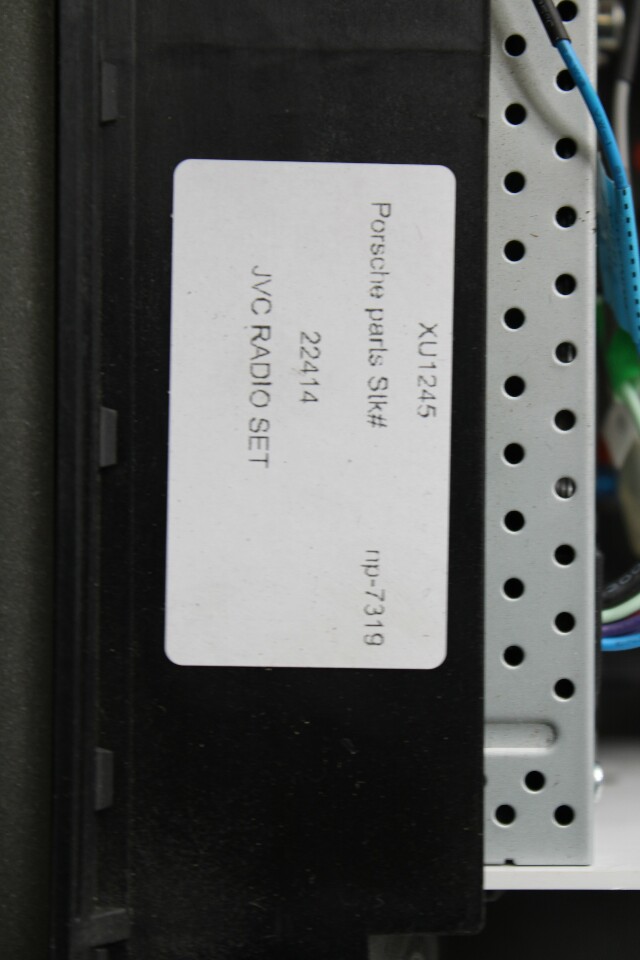 XU1245
Porsche parts Stk# np-7319
22414
JVC RADIO SET